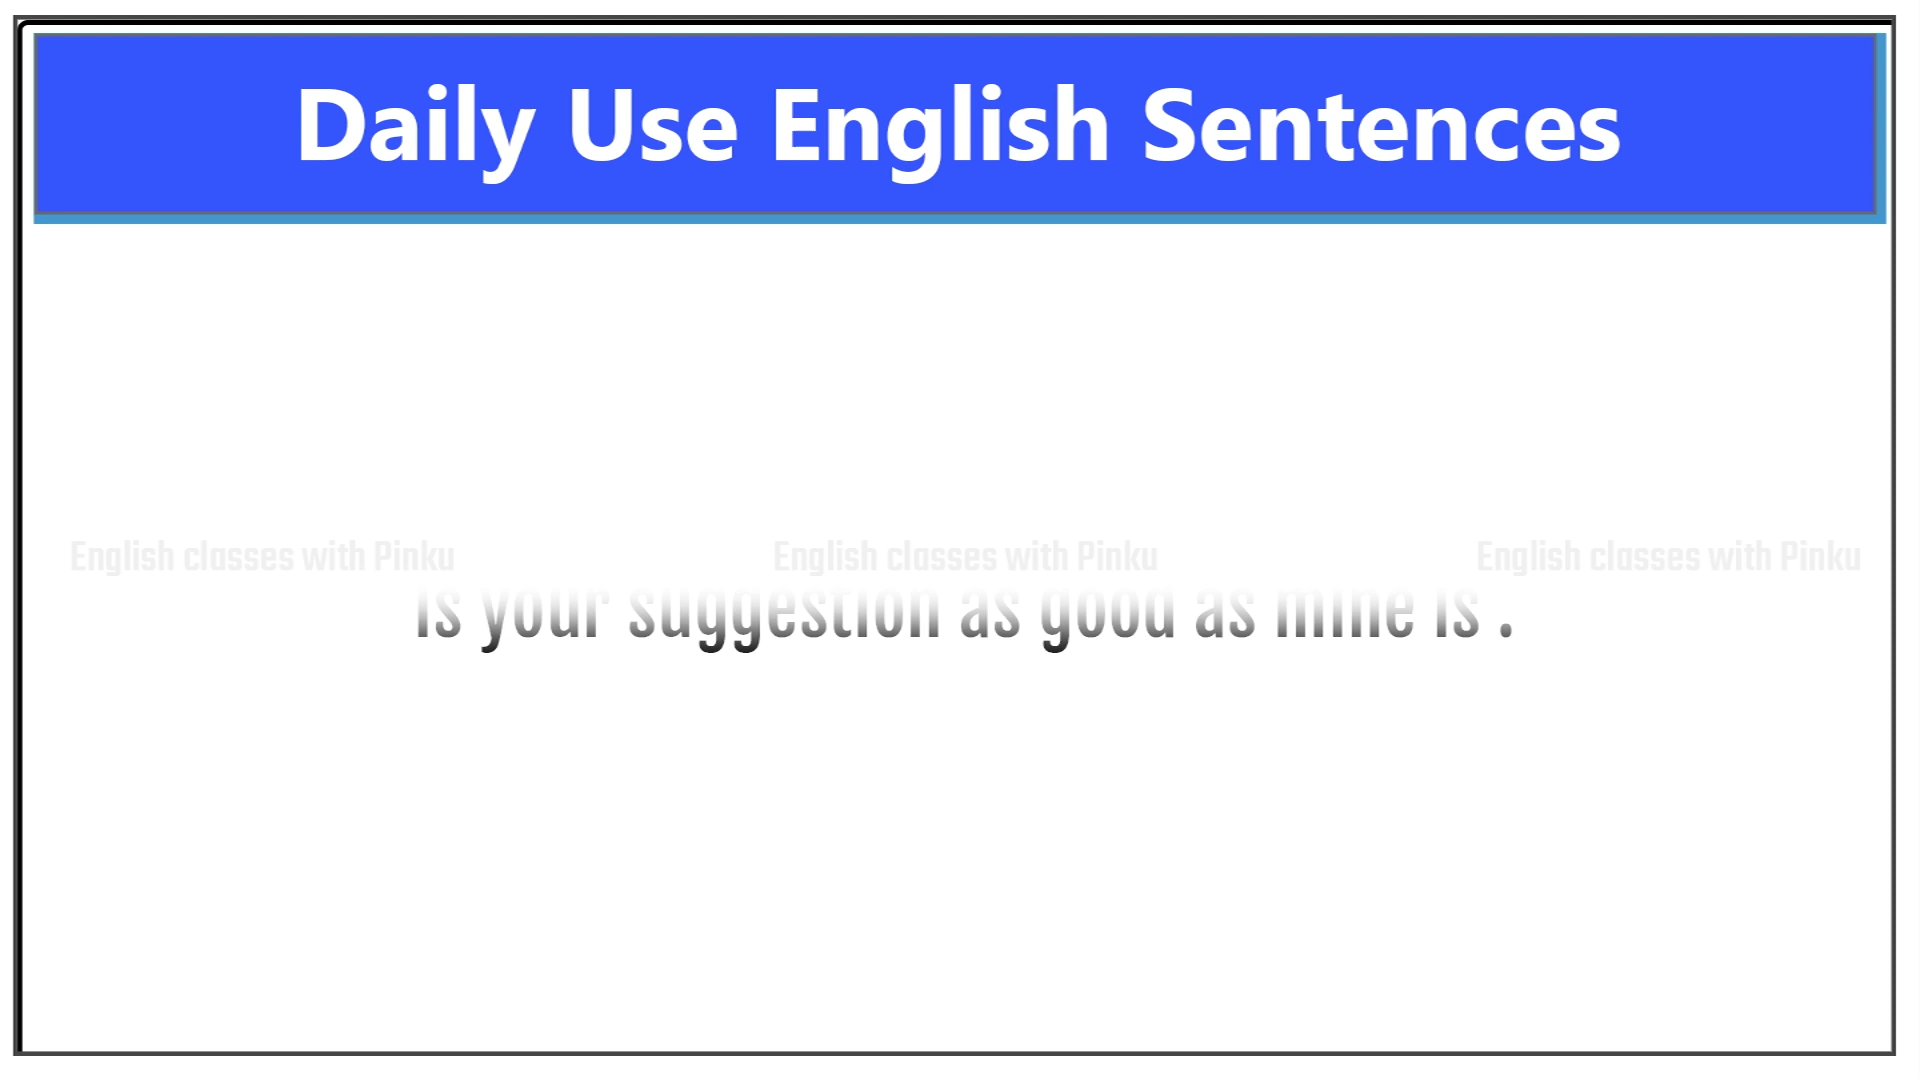 Daily Use English Sentences
English classes with Pinku English classes with Pinku English classes with Pinku
is your suggestion as good as mine is .